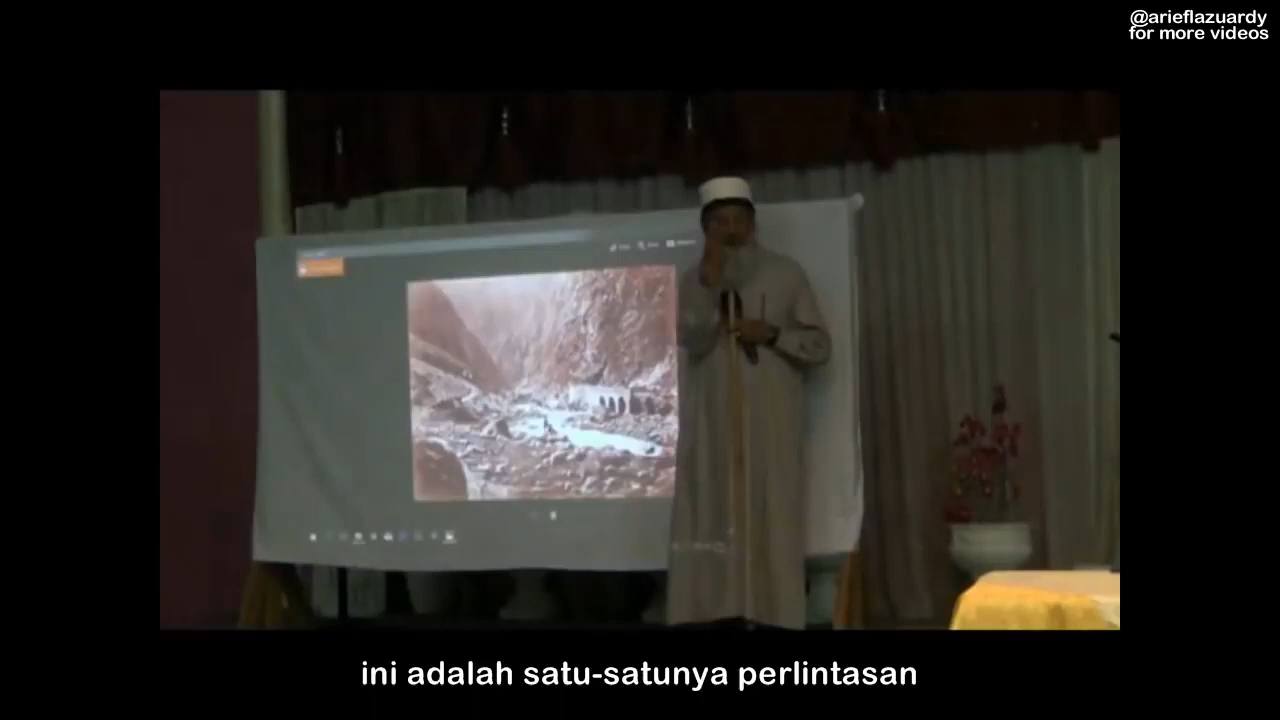 @arieflazuardy
for more videos
ini adalah satu-satunya perlintasan